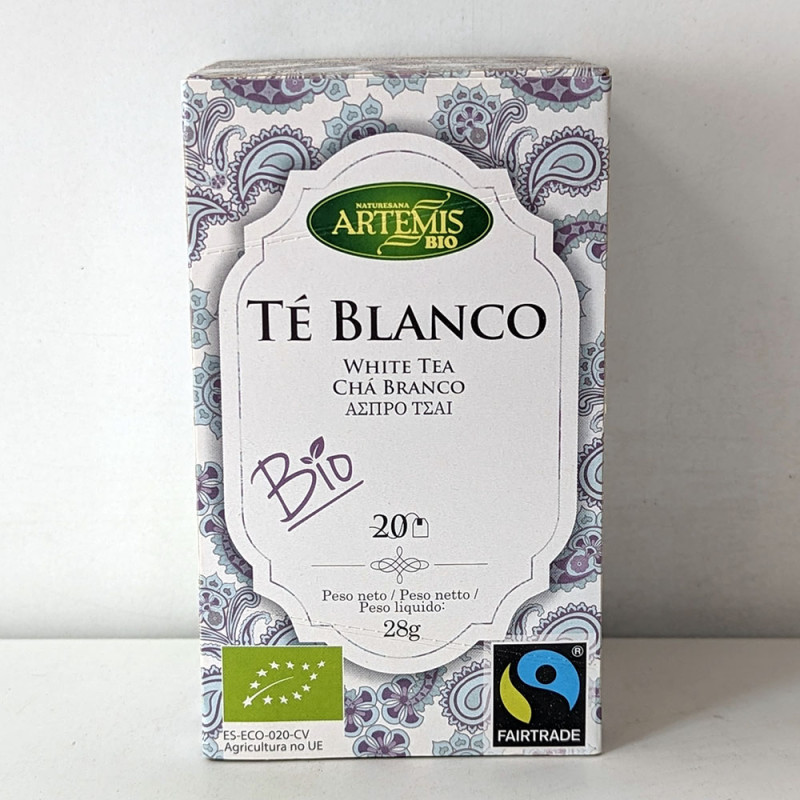 NATURESANA
ARTEMIS
BIO
TÉ BLANCO
WHITE TEA
CHÁ BRANCO
ΑΣΠΡΟ ΤΣΑΙ
Bio
20
Peso neto / Peso netto /
Peso liquido:
28g
ES-ECO-020-CV
Agricultura no UE
®
FAIRTRADE